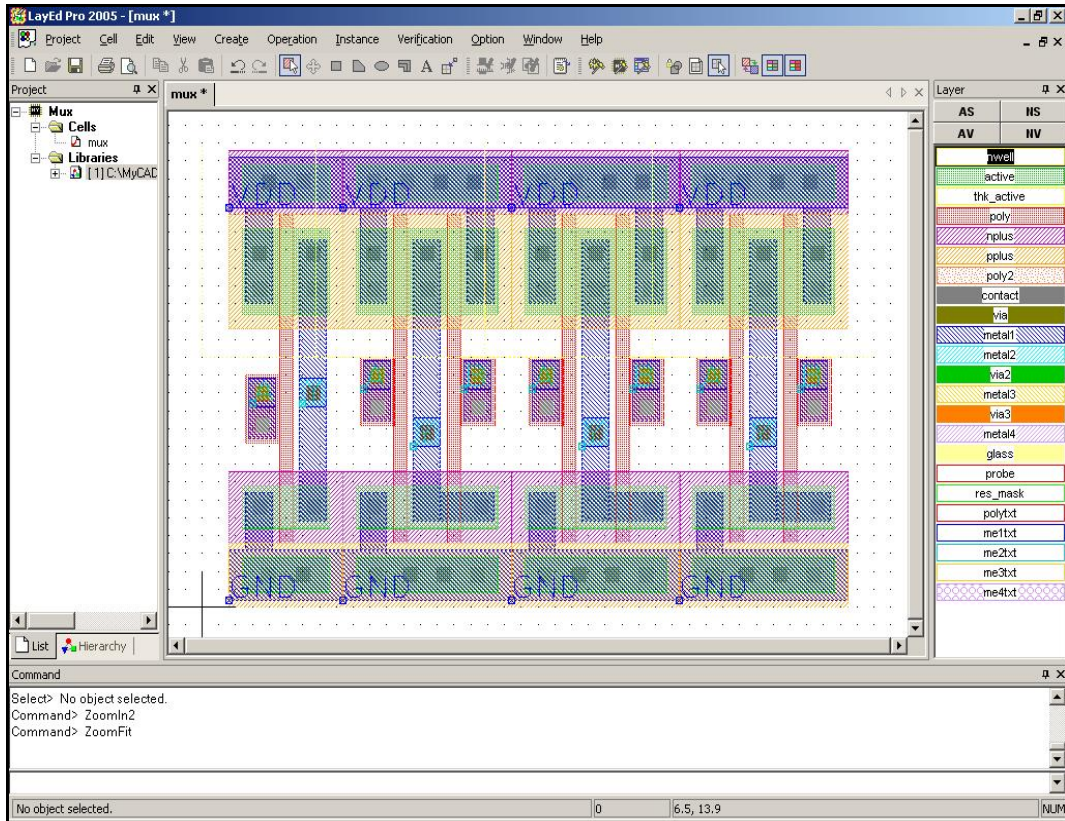 LayEd Pro 2005 - [mux *]
Project Cell Edit View Create Operation Instance Verification Option Window Help
Project
mux *
Layer
Mux
Cells
mux
Libraries
[1] C:\MyCAD
List Hierarchy
VDD VDD VDD VDD
GND GND GND GND
AS NS
AV NV
nwell
active
thk_active
poly
nplus
pplus
poly2
contact
via
metal1
metal2
via2
metal3
via3
metal4
glass
probe
res_mask
polytxt
me1txt
me2txt
me3txt
me4txt
Command
Select> No object selected.
Command> ZoomIn2
Command> ZoomFit
No object selected. 0 6.5, 13.9 NUM